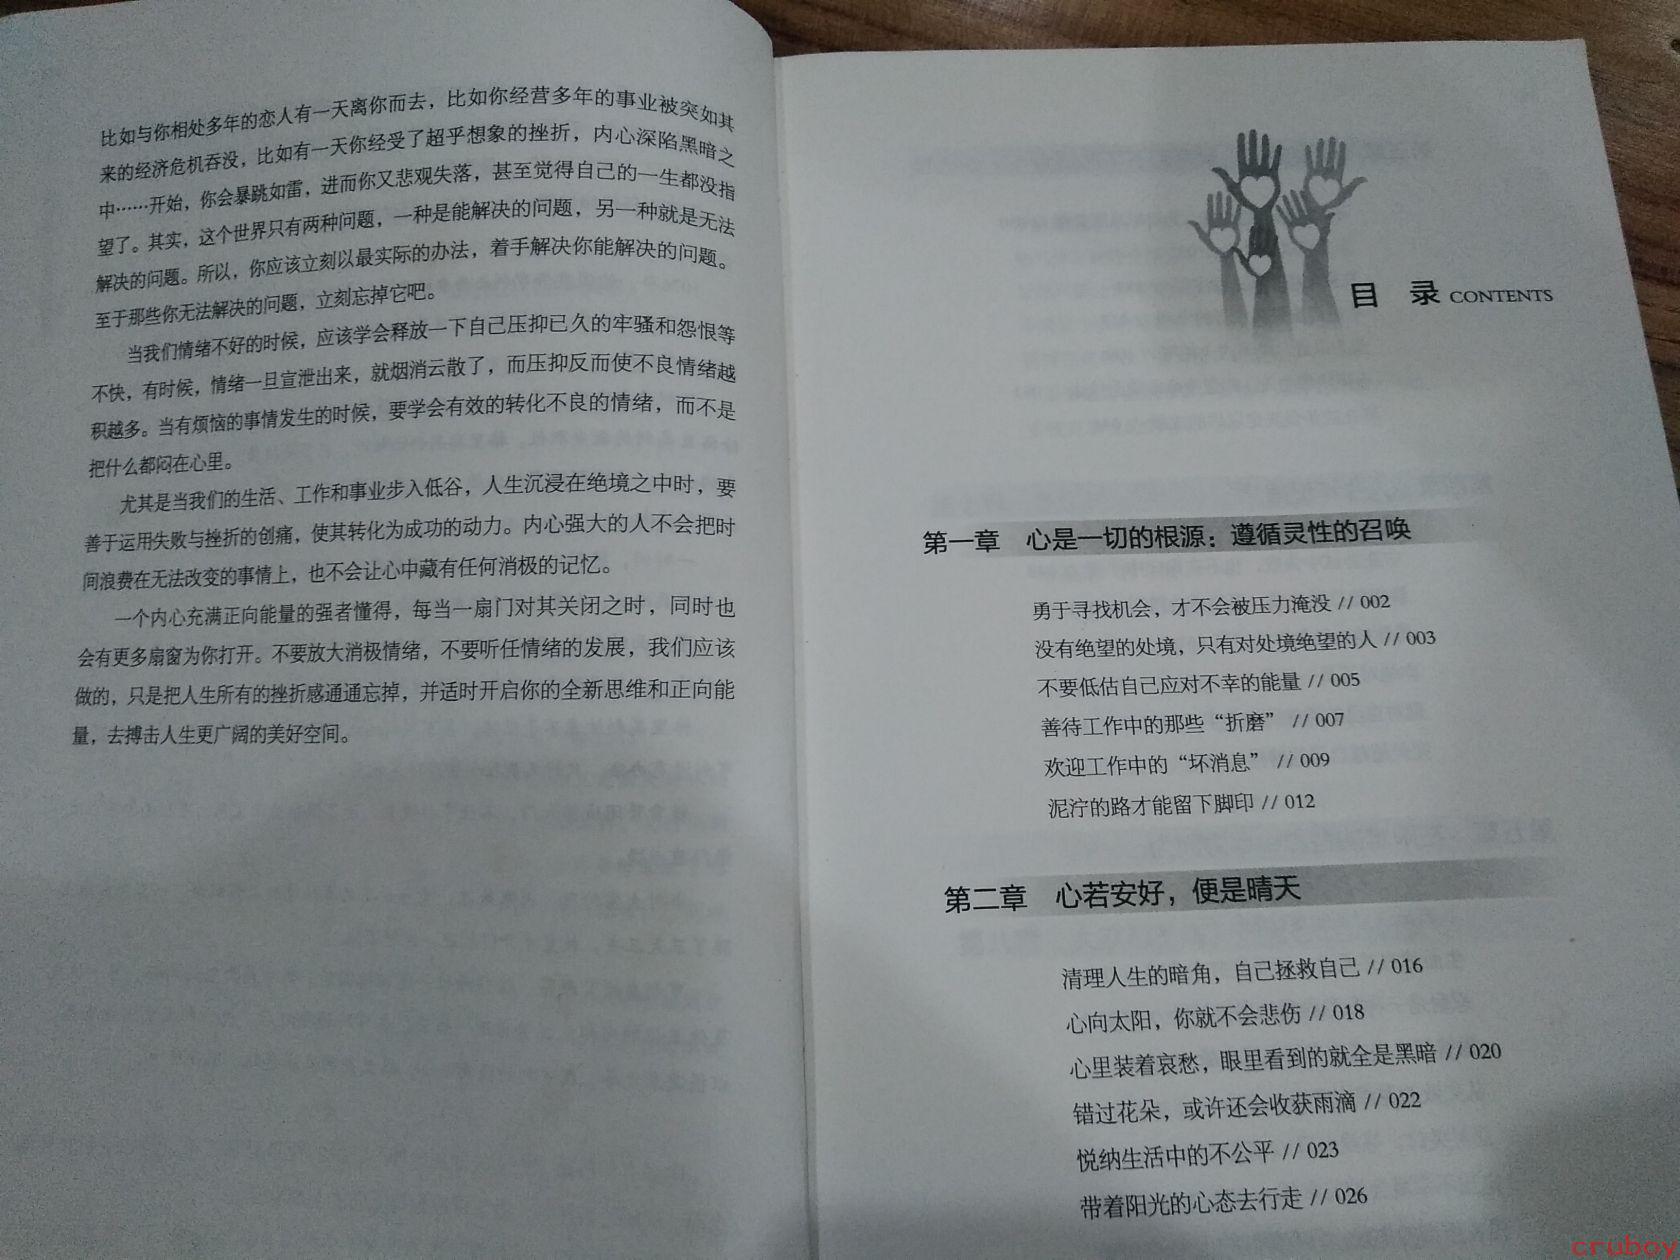 比如与你相处多年的恋人有一天离你而去，比如你经营多年的事业被突如其
来的经济危机吞没，比如有一天你经受了超乎想象的挫折，内心深陷黑暗之
中……开始，你会暴跳如雷，进而你又悲观失落，甚至觉得自己的一生都没指
望了。其实，这个世界只有两种问题，一种是能解决的问题，另一种就是无法
解决的问题。所以，你应该立刻以最实际的办法，着手解决你能解决的问题。
至于那些你无法解决的问题，立刻忘掉它吧。
当我们情绪不好的时候，应该学会释放一下自己压抑已久的牢骚和怨恨等
不快，有时候，情绪一旦宣泄出来，就烟消云散了，而压抑反而使不良情绪越
积越多。当有烦恼的事情发生的时候，要学会有效的转化不良的情绪，而不是
把什么都闷在心里。
尤其是当我们的生活、工作和事业步入低谷，人生沉浸在绝境之中时，要
善于运用失败与挫折的创痛，使其转化为成功的动力。内心强大的人不会把时
间浪费在无法改变的事情上，也不会让心中藏有任何消极的记忆。
一个内心充满正向能量的强者懂得，每当一扇门对其关闭之时，同时也
会有更多扇窗为你打开。不要放大消极情绪，不要听任情绪的发展，我们应该
做的，只是把人生所有的挫折感通通忘掉，并适时开启你的全新思维和正向能
量，去搏击人生更广阔的美好空间。
目 录 CONTENTS
第一章 心是一切的根源：遵循灵性的召唤
勇于寻找机会，才不会被压力淹没 // 002
没有绝望的处境，只有对处境绝望的人 // 003
不要低估自己应对不幸的能量 // 005
善待工作中的那些“折磨” // 007
欢迎工作中的“坏消息” // 009
泥泞的路才能留下脚印 // 012
第二章 心若安好，便是晴天
清理人生的暗角，自己拯救自己 // 016
心向太阳，你就不会悲伤 // 018
心里装着哀愁，眼里看到的就全是黑暗 // 020
错过花朵，或许还会收获雨滴 // 022
悦纳生活中的不公平 // 023
带着阳光的心态去行走 // 026
cruboy